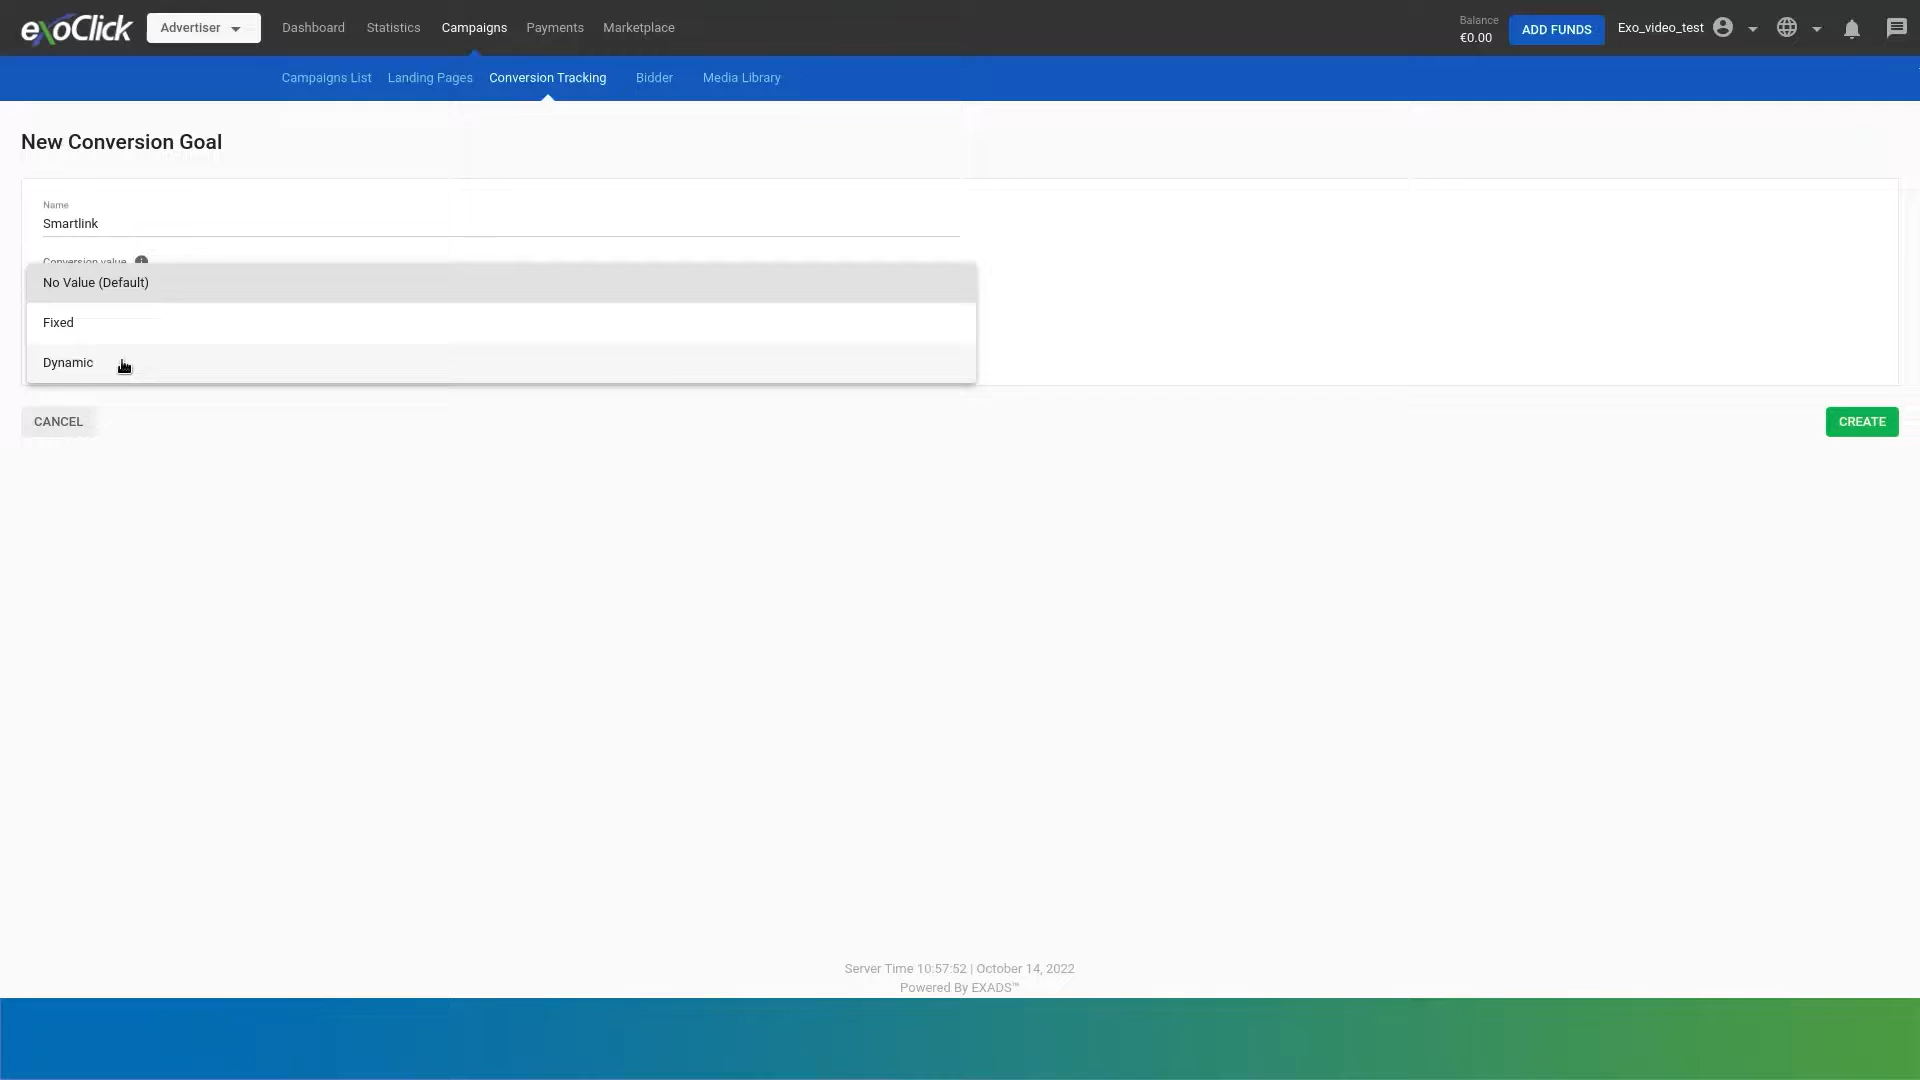 exoClick
Advertiser
Dashboard
Statistics
Campaigns
Payments
Marketplace
Balance
€0.00
ADD FUNDS
Exo_video_test
Campaigns List
Landing Pages
Conversion Tracking
Bidder
Media Library
New Conversion Goal
Name
Smartlink
Conversion value
No Value (Default)
Fixed
Dynamic
CANCEL
CREATE
Server Time 10:57:52 | October 14, 2022
Powered By EXADS™